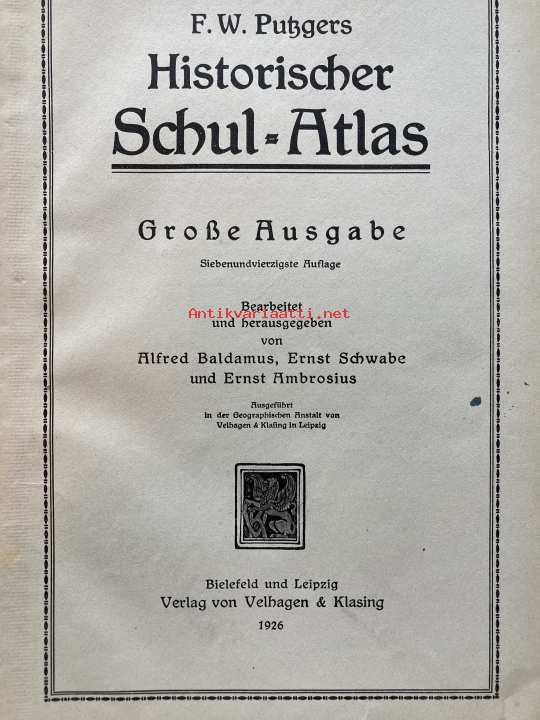 F. W. Putzgers
Historischer
Schul-Atlas
Große Ausgabe
Siebenundvierzigste Auflage
Bearbeitet
Antikvariaatti.net
und herausgegeben
von
Alfred Baldamus, Ernst Schwabe
und Ernst Ambrosius
Ausgeführt
in der Geographischen Anstalt von
Velhagen & Klasing in Leipzig
Bielefeld und Leipzig
Verlag von Velhagen & Klasing
1926